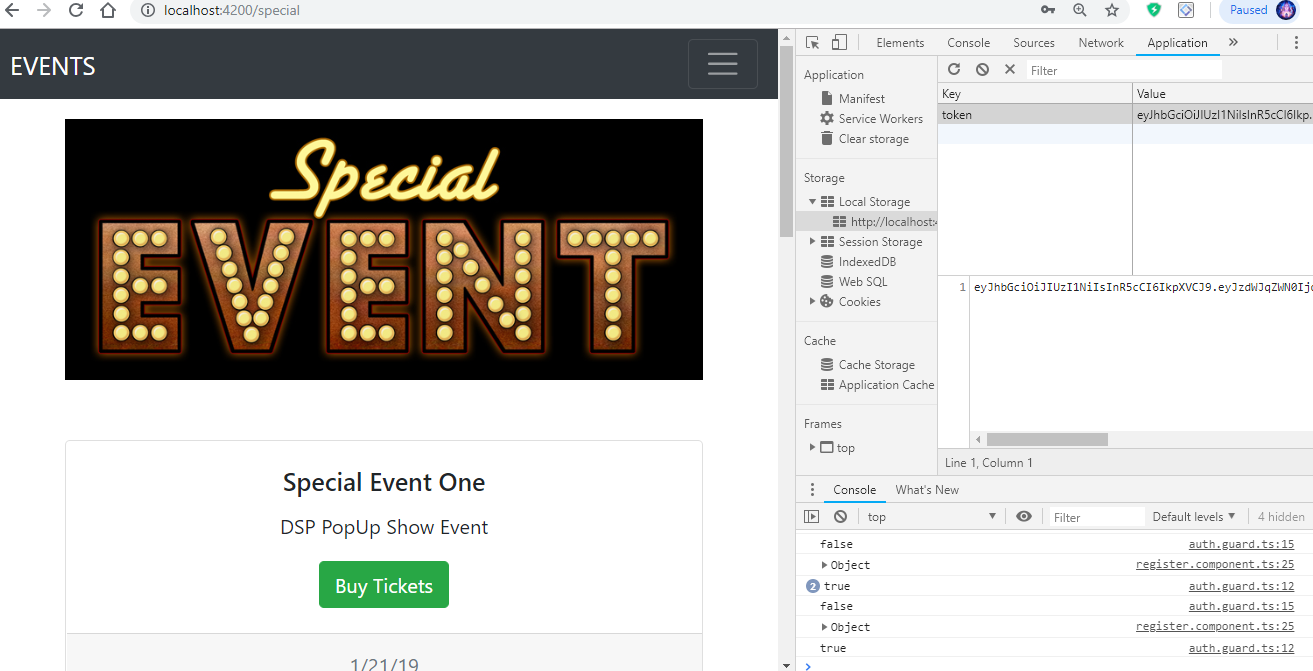 localhost:4200/special
Paused
EVENTS
Special
EVENT
Special Event One
DSP PopUp Show Event
Buy Tickets
1/21/19
Elements Console Sources Network Application »
Application
Manifest
Service Workers
Clear storage
Storage
Local Storage
http://localhost:4
Session Storage
IndexedDB
Web SQL
Cookies
Cache
Cache Storage
Application Cache
Frames
top
Filter
Key Value
token eyJhbGciOiJIUzI1NiIsInR5cCI6Ikp.
1 eyJhbGciOiJIUzI1NiIsInR5cCI6IkpXVCJ9.eyJzdWJqZWN0Ijo
Line 1, Column 1
Console What's New
top Filter Default levels 4 hidden
false auth.guard.ts:15
Object register.component.ts:25
2 true auth.guard.ts:12
false auth.guard.ts:15
Object register.component.ts:25
true auth.guard.ts:12